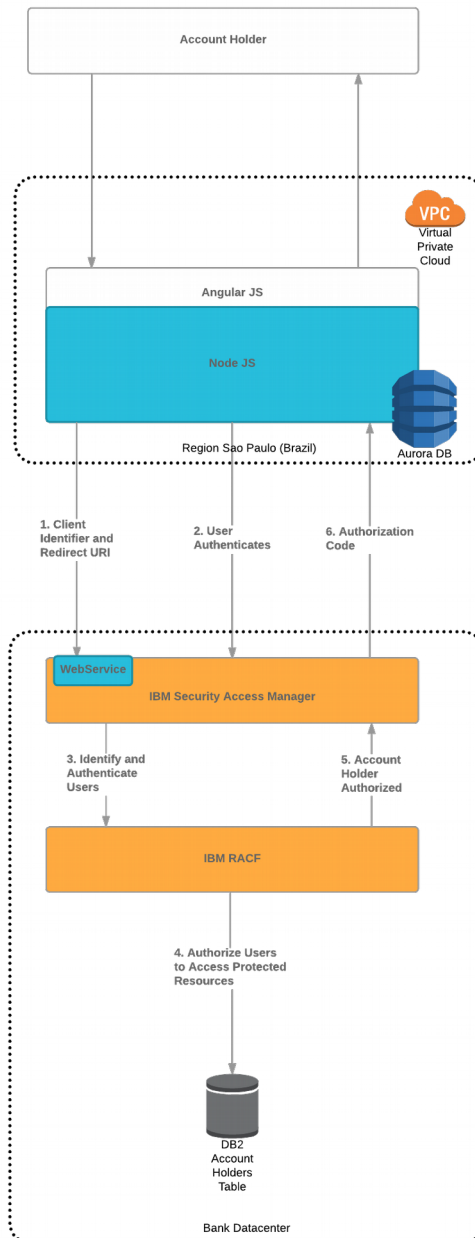 Account Holder
VPC
Virtual
Private
Cloud
Angular JS
Node JS
Aurora DB
Region Sao Paulo (Brazil)
1. Client
Identifier and
Redirect URI
2. User
Authenticates
6. Authorization
Code
WebService
IBM Security Access Manager
3. Identify and
Authenticate
Users
5. Account
Holder
Authorized
IBM RACF
4. Authorize Users
to Access Protected
Resources
DB2
Account
Holders
Table
Bank Datacenter